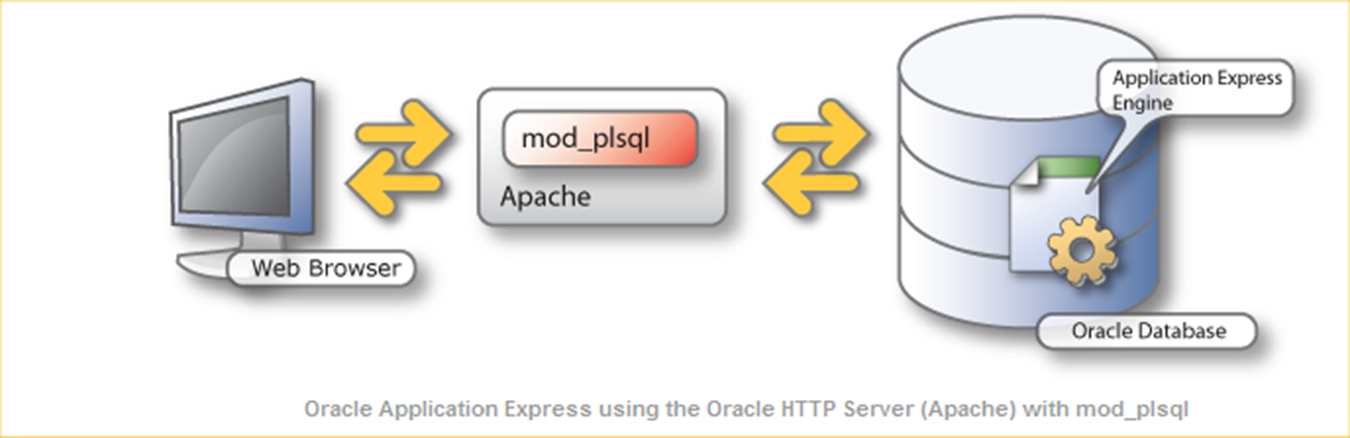 Application Express
Engine
mod_plsql
Apache
Web Browser
Oracle Database
Oracle Application Express using the Oracle HTTP Server (Apache) with mod_plsql